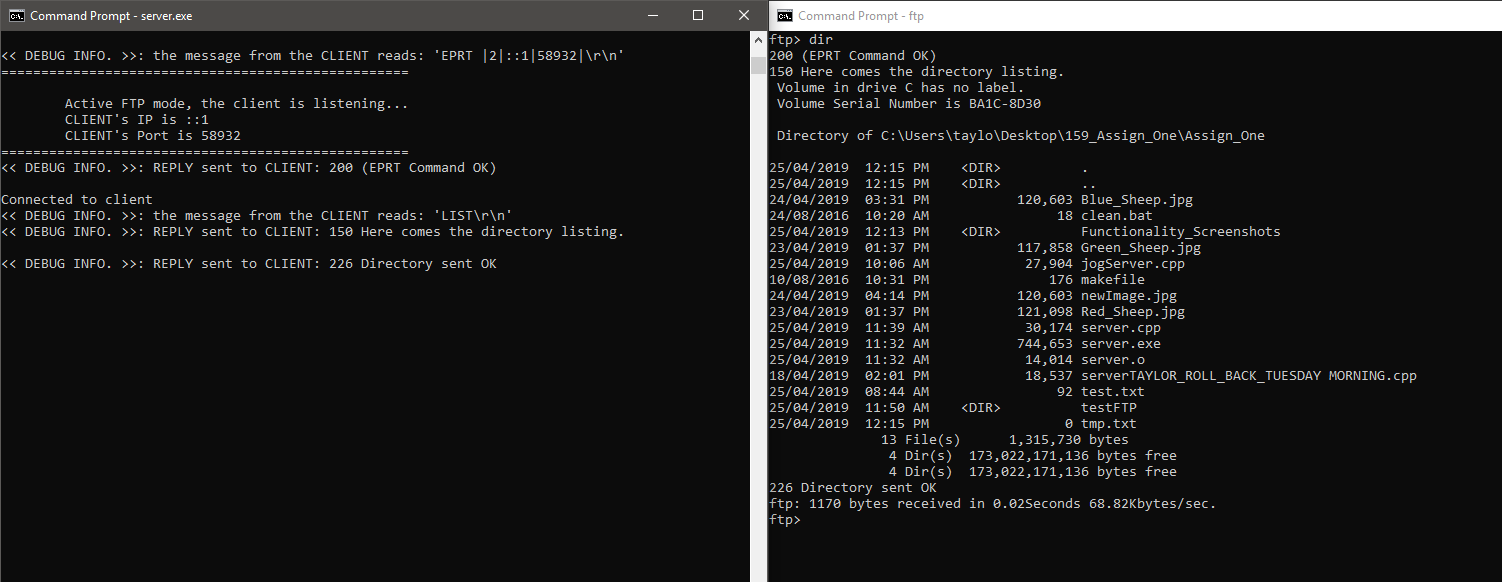 Command Prompt - server.exe
<< DEBUG INFO. >>: the message from the CLIENT reads: 'EPRT |2|::1|58932|\r\n'
===================================================
Active FTP mode, the client is listening...
CLIENT's IP is ::1
CLIENT's Port is 58932
===================================================
<< DEBUG INFO. >>: REPLY sent to CLIENT: 200 (EPRT Command OK)
Connected to client
<< DEBUG INFO. >>: the message from the CLIENT reads: 'LIST\r\n'
<< DEBUG INFO. >>: REPLY sent to CLIENT: 150 Here comes the directory listing.
<< DEBUG INFO. >>: REPLY sent to CLIENT: 226 Directory sent OK
Command Prompt - ftp
ftp> dir
200 (EPRT Command OK)
150 Here comes the directory listing.
Volume in drive C has no label.
Volume Serial Number is BA1C-8D30
Directory of C:\Users\taylo\Desktop\159_Assign_One\Assign_One
25/04/2019  12:15 PM    <DIR>          .
25/04/2019  12:15 PM    <DIR>          ..
24/04/2019  03:31 PM           120,603 Blue_Sheep.jpg
24/08/2016  10:20 AM                18 clean.bat
25/04/2019  12:13 PM    <DIR>          Functionality_Screenshots
23/04/2019  01:37 PM           117,858 Green_Sheep.jpg
25/04/2019  10:06 AM            27,904 jogServer.cpp
10/08/2016  10:31 PM               176 makefile
24/04/2019  04:14 PM           120,603 newImage.jpg
23/04/2019  01:37 PM           121,098 Red_Sheep.jpg
25/04/2019  11:39 AM            30,174 server.cpp
25/04/2019  11:32 AM           744,653 server.exe
25/04/2019  11:32 AM            14,014 server.o
18/04/2019  02:01 PM            18,537 serverTAYLOR_ROLL_BACK_TUESDAY MORNING.cpp
25/04/2019  08:44 AM                92 test.txt
25/04/2019  11:50 AM    <DIR>          testFTP
25/04/2019  12:15 PM                 0 tmp.txt
13 File(s)      1,315,730 bytes
4 Dir(s)  173,022,171,136 bytes free
4 Dir(s)  173,022,171,136 bytes free
226 Directory sent OK
ftp: 1170 bytes received in 0.02Seconds 68.82Kbytes/sec.
ftp>